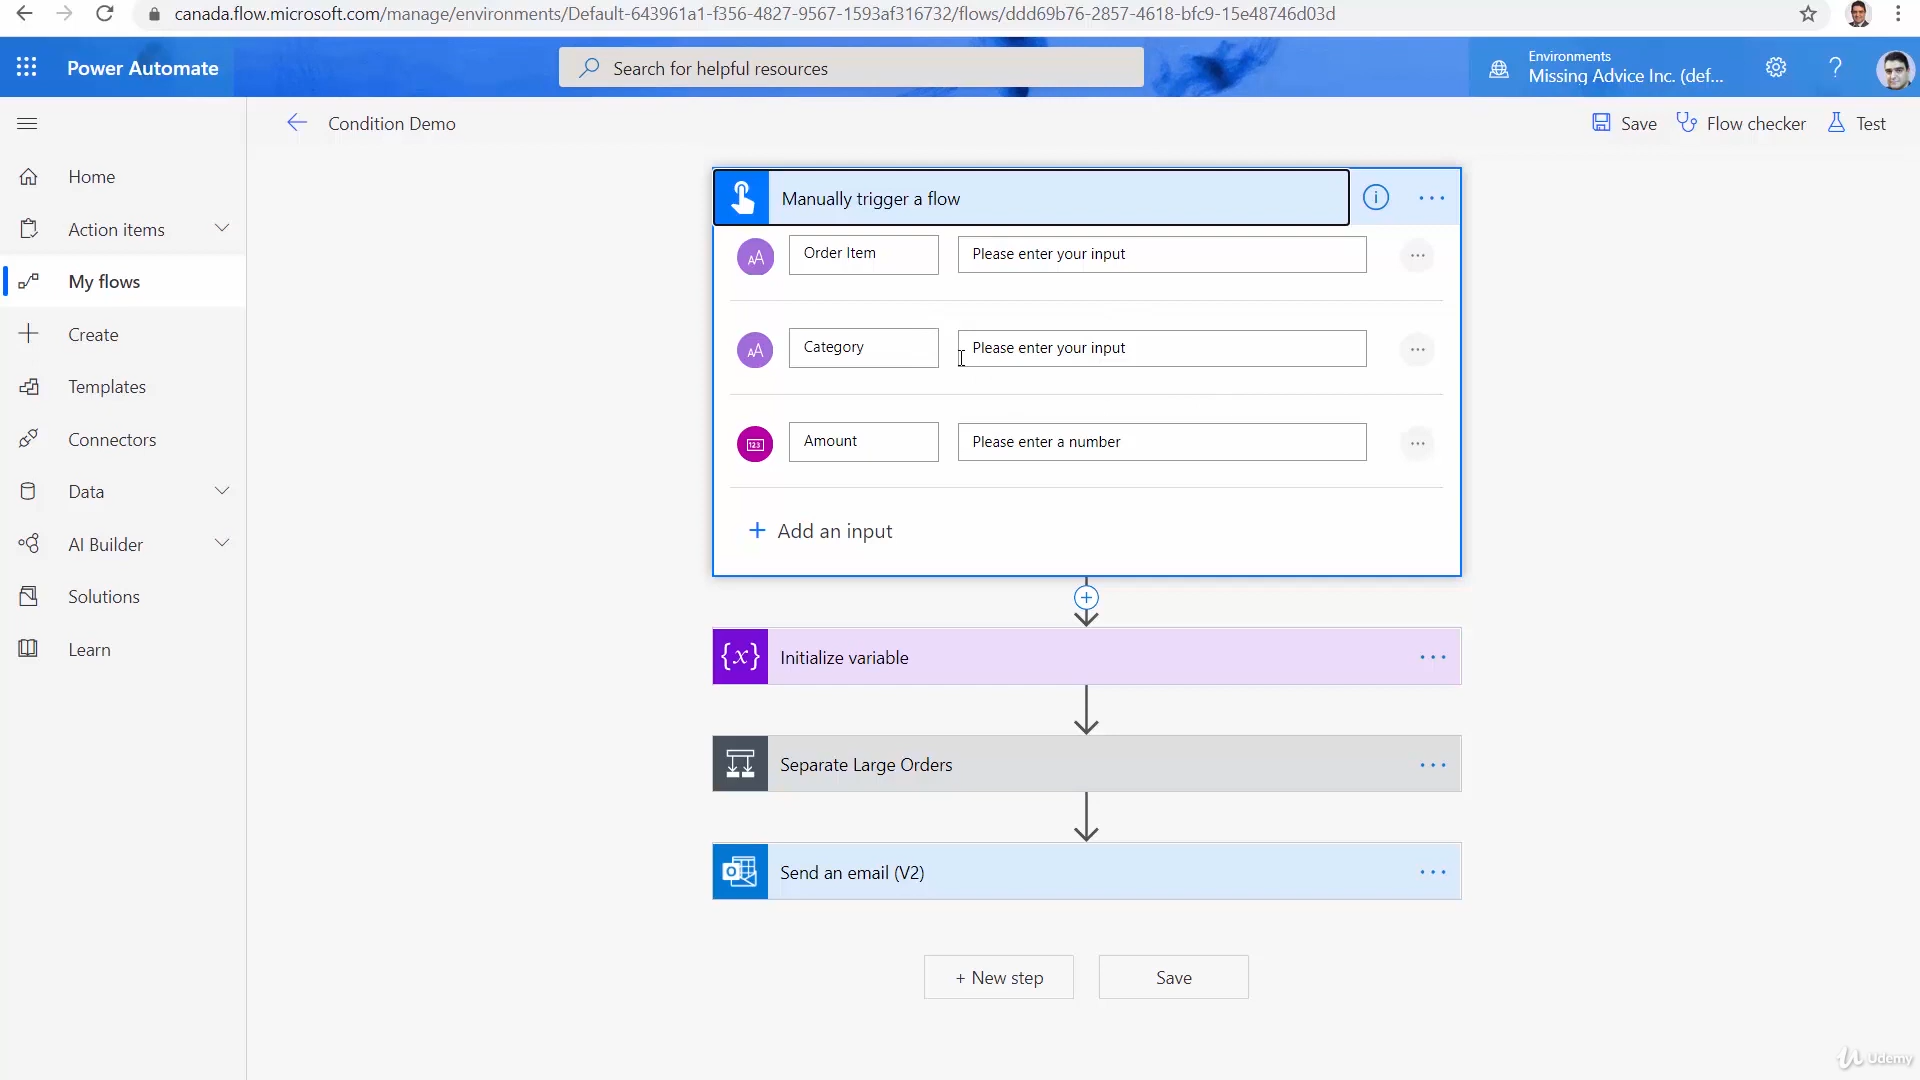 canada.flow.microsoft.com/manage/environments/Default-643961a1-f356-4827-9567-1593af316732/flows/ddd69b76-2857-4618-bfc9-15e48746d03d
Power Automate
Search for helpful resources
Environments
Missing Advice Inc. (def...
?
Condition Demo
Save
Flow checker
Test
Home
Action items
My flows
Create
Templates
Connectors
Data
AI Builder
Solutions
Learn
Manually trigger a flow
i
...
AA
Order Item
Please enter your input
...
AA
Category
Please enter your input
...
123
Amount
Please enter a number
...
+ Add an input
{x}
Initialize variable
...
Separate Large Orders
...
Send an email (V2)
...
+ New step
Save
Udemy